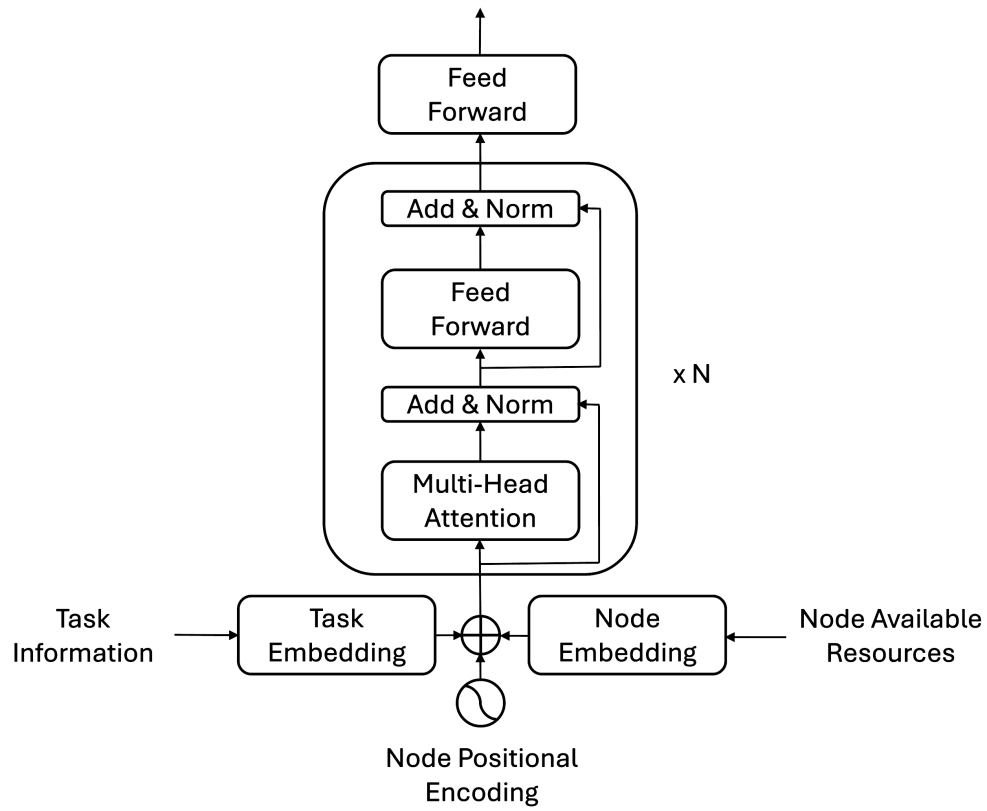 Feed
Forward
Add & Norm
Feed
Forward
x N
Add & Norm
Multi-Head
Attention
Task
Information
Task
Embedding
Node
Embedding
Node Available
Resources
Node Positional
Encoding